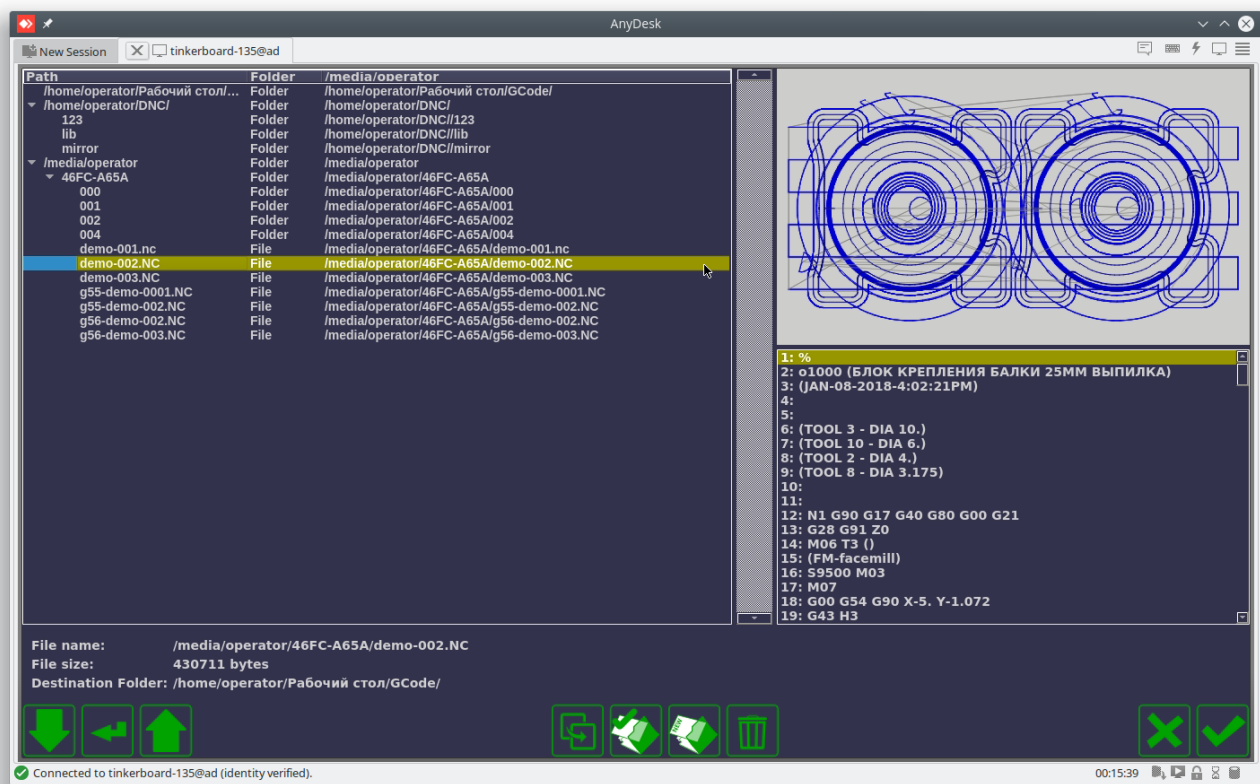 AnyDesk
New Session
tinkerboard-135@ad
Path Folder /media/operator
/home/operator/Рабочий стол/... Folder /home/operator/Рабочий стол/GCode/
/home/operator/DNC/ Folder /home/operator/DNC/
123 Folder /home/operator/DNC//123
lib Folder /home/operator/DNC//lib
mirror Folder /home/operator/DNC//mirror
/media/operator Folder /media/operator
46FC-A65A Folder /media/operator/46FC-A65A
000 Folder /media/operator/46FC-A65A/000
001 Folder /media/operator/46FC-A65A/001
002 Folder /media/operator/46FC-A65A/002
004 Folder /media/operator/46FC-A65A/004
demo-001.nc File /media/operator/46FC-A65A/demo-001.nc
demo-002.NC File /media/operator/46FC-A65A/demo-002.NC
demo-003.NC File /media/operator/46FC-A65A/demo-003.NC
g55-demo-0001.NC File /media/operator/46FC-A65A/g55-demo-0001.NC
g55-demo-002.NC File /media/operator/46FC-A65A/g55-demo-002.NC
g56-demo-002.NC File /media/operator/46FC-A65A/g56-demo-002.NC
g56-demo-003.NC File /media/operator/46FC-A65A/g56-demo-003.NC
1: %
2: o1000 (БЛОК КРЕПЛЕНИЯ БАЛКИ 25ММ ВЫПИЛКА)
3: (JAN-08-2018-4:02:21PM)
4:
5:
6: (TOOL 3 - DIA 10.)
7: (TOOL 10 - DIA 6.)
8: (TOOL 2 - DIA 4.)
9: (TOOL 8 - DIA 3.175)
10:
11:
12: N1 G90 G17 G40 G80 G00 G21
13: G28 G91 Z0
14: M06 T3 ()
15: (FM-facemill)
16: S9500 M03
17: M07
18: G00 G54 G90 X-5. Y-1.072
19: G43 H3
File name: /media/operator/46FC-A65A/demo-002.NC
File size: 430711 bytes
Destination Folder: /home/operator/Рабочий стол/GCode/
NEW
Connected to tinkerboard-135@ad (identity verified).
00:15:39